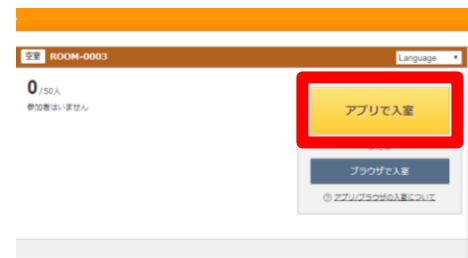 空室 ROOM-0003
Language
0/50人
参加者はいません
アプリで入室
ブラウザで入室
アプリ/ブラウザの入室について